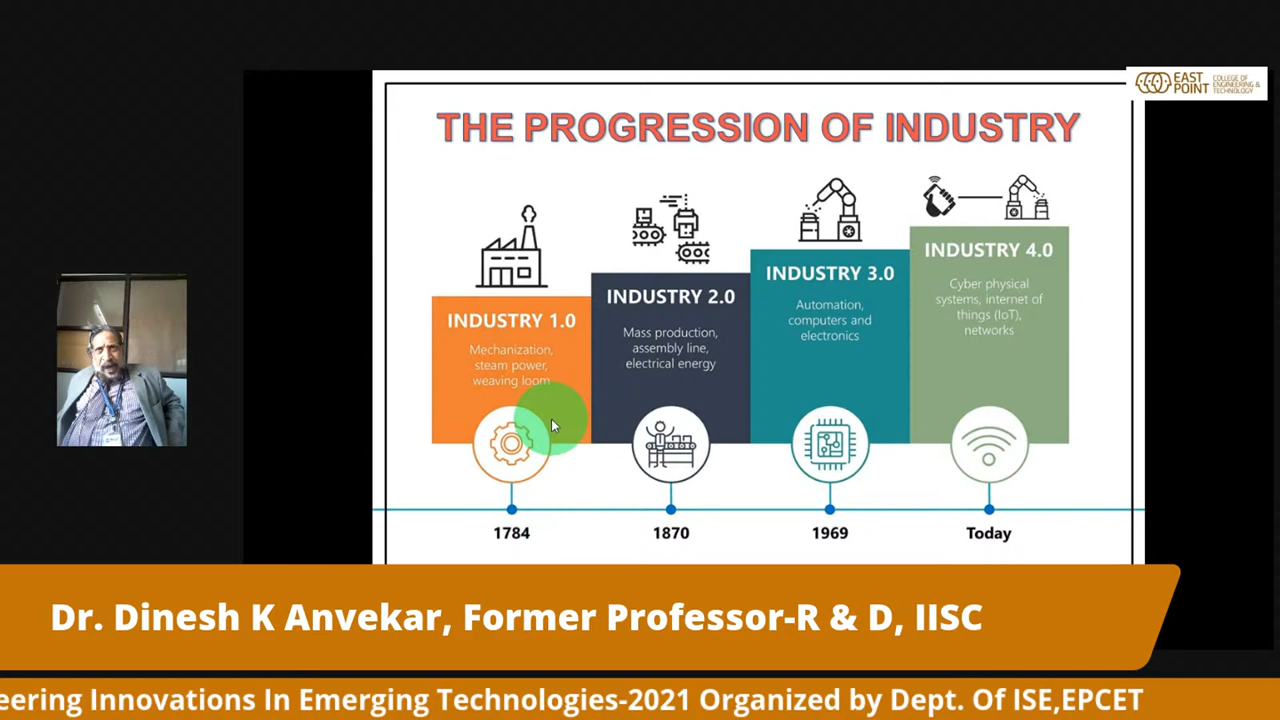 EAST
POINT
COLLEGE OF
ENGINEERING &
TECHNOLOGY
THE PROGRESSION OF INDUSTRY
INDUSTRY 1.0
Mechanization,
steam power,
weaving loom
INDUSTRY 2.0
Mass production,
assembly line,
electrical energy
INDUSTRY 3.0
Automation,
computers and
electronics
INDUSTRY 4.0
Cyber physical
systems, internet of
things (IoT),
networks
1784
1870
1969
Today
Dr. Dinesh K Anvekar, Former Professor-R & D, IISC
eering Innovations In Emerging Technologies-2021 Organized by Dept. Of ISE,EPCET